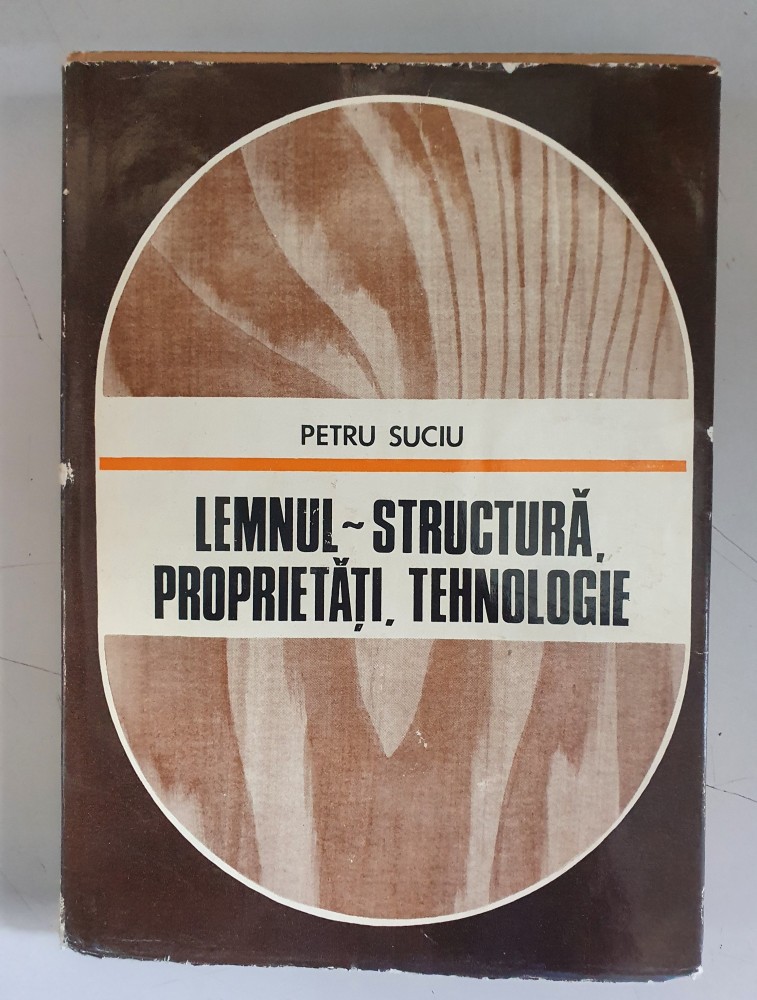 PETRU SUCIU
LEMNUL ~ STRUCTURĂ,
PROPRIETĂȚI, TEHNOLOGIE